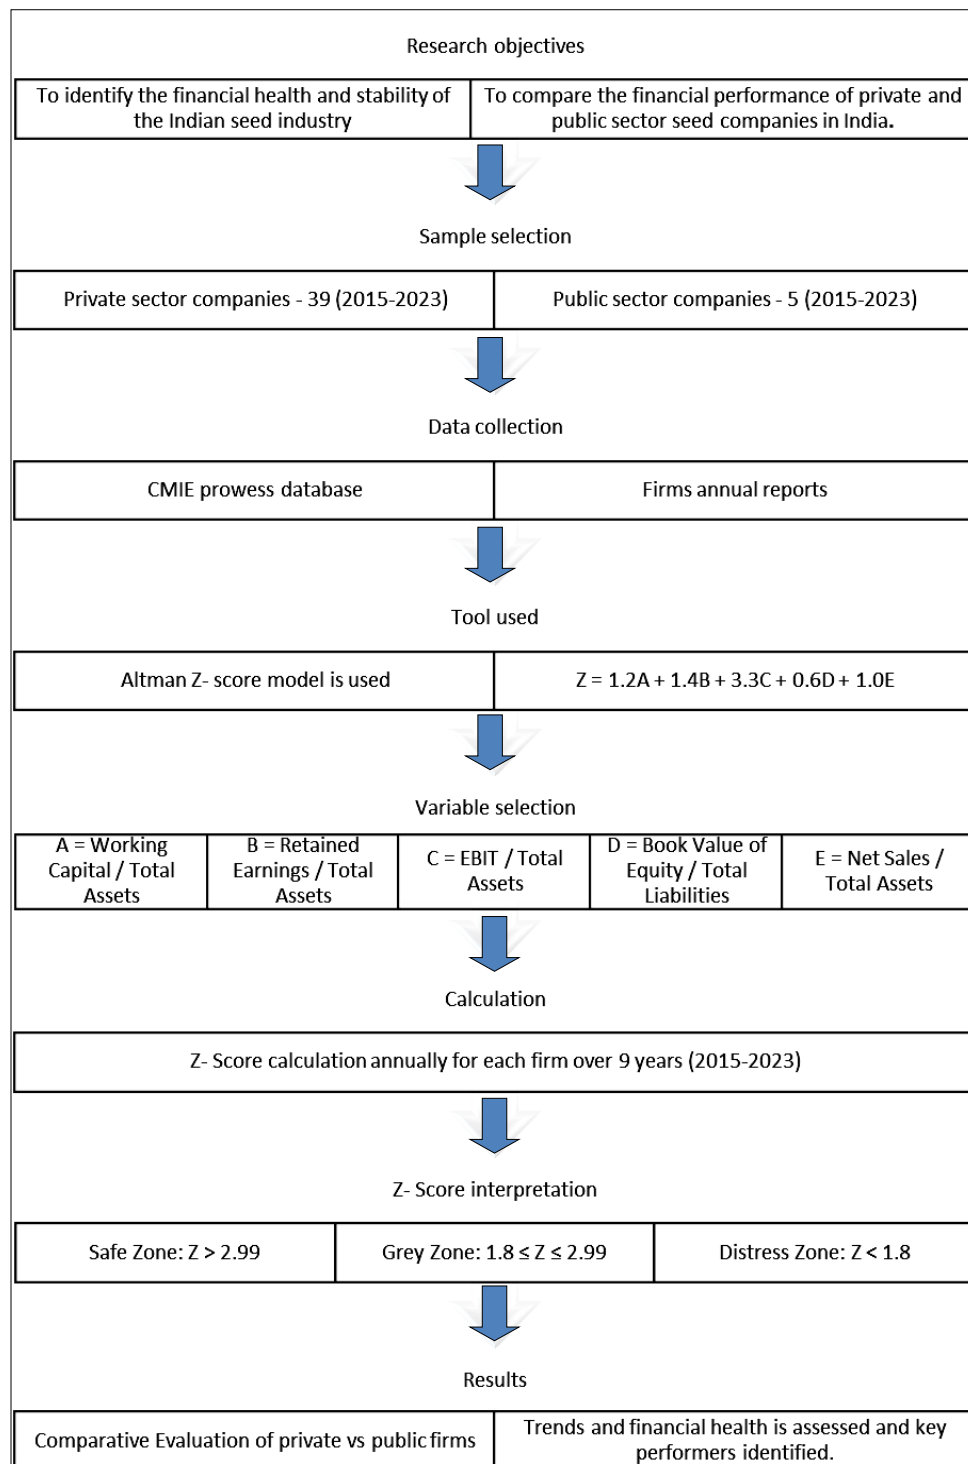 Research objectives
To identify the financial health and stability of
the Indian seed industry
To compare the financial performance of private and
public sector seed companies in India.
Sample selection
Private sector companies - 39 (2015-2023)
Public sector companies - 5 (2015-2023)
Data collection
CMIE prowess database
Firms annual reports
Tool used
Altman Z- score model is used
Z = 1.2A + 1.4B + 3.3C + 0.6D + 1.0E
Variable selection
A = Working
Capital / Total
Assets
B = Retained
Earnings / Total
Assets
C = EBIT / Total
Assets
D = Book Value of
Equity / Total
Liabilities
E = Net Sales /
Total Assets
Calculation
Z- Score calculation annually for each firm over 9 years (2015-2023)
Z- Score interpretation
Safe Zone: Z > 2.99
Grey Zone: 1.8 ≤ Z ≤ 2.99
Distress Zone: Z < 1.8
Results
Comparative Evaluation of private vs public firms
Trends and financial health is assessed and key
performers identified.